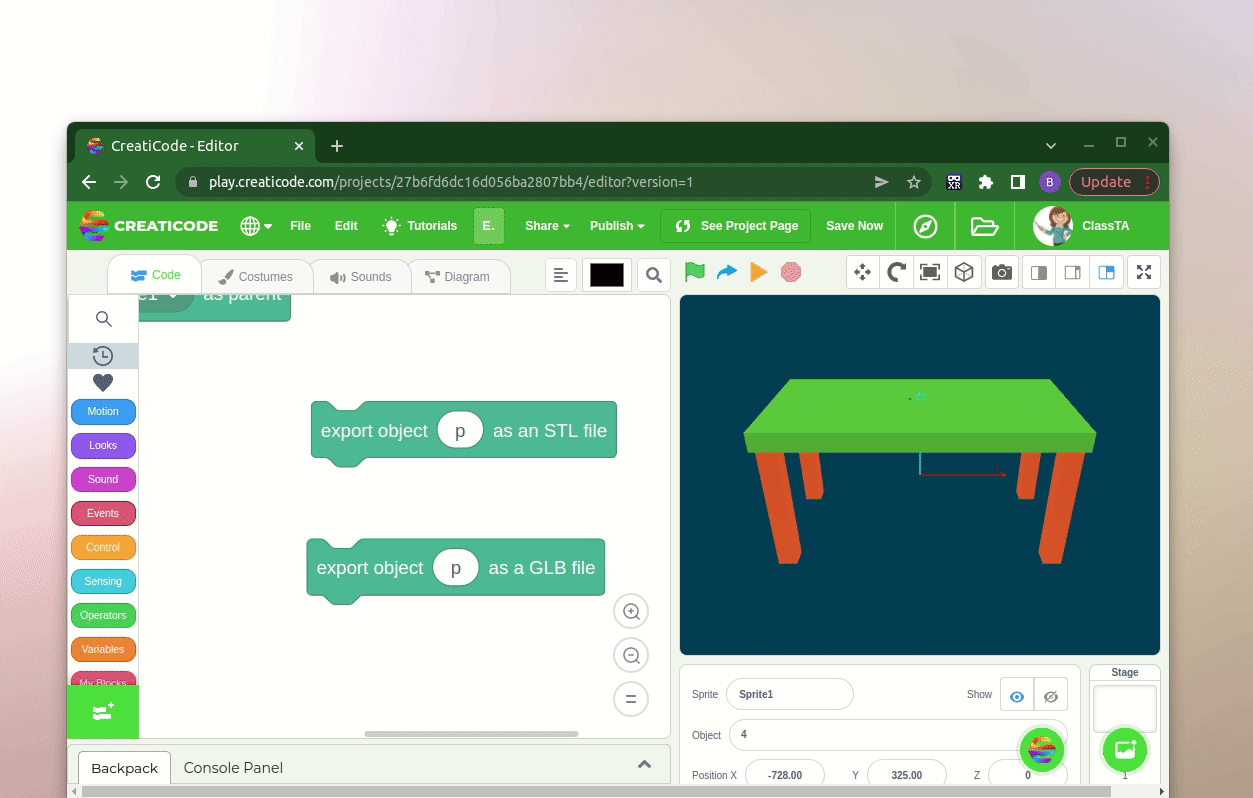 CreatiCode - Editor
play.creaticode.com/projects/27b6fd6dc16d056ba2807bb4/editor?version=1
XR
B
Update
CREATICODE
File
Edit
Tutorials
E.
Share
Publish
See Project Page
Save Now
ClassTA
Code
Costumes
Sounds
Diagram
as parent
Motion
Looks
Sound
Events
Control
Sensing
Operators
Variables
My Blocks
export object p as an STL file
export object p as a GLB file
Backpack
Console Panel
Sprite
Sprite1
Show
Object
4
Position X
-728.00
Y
325.00
Z
0
Stage
1